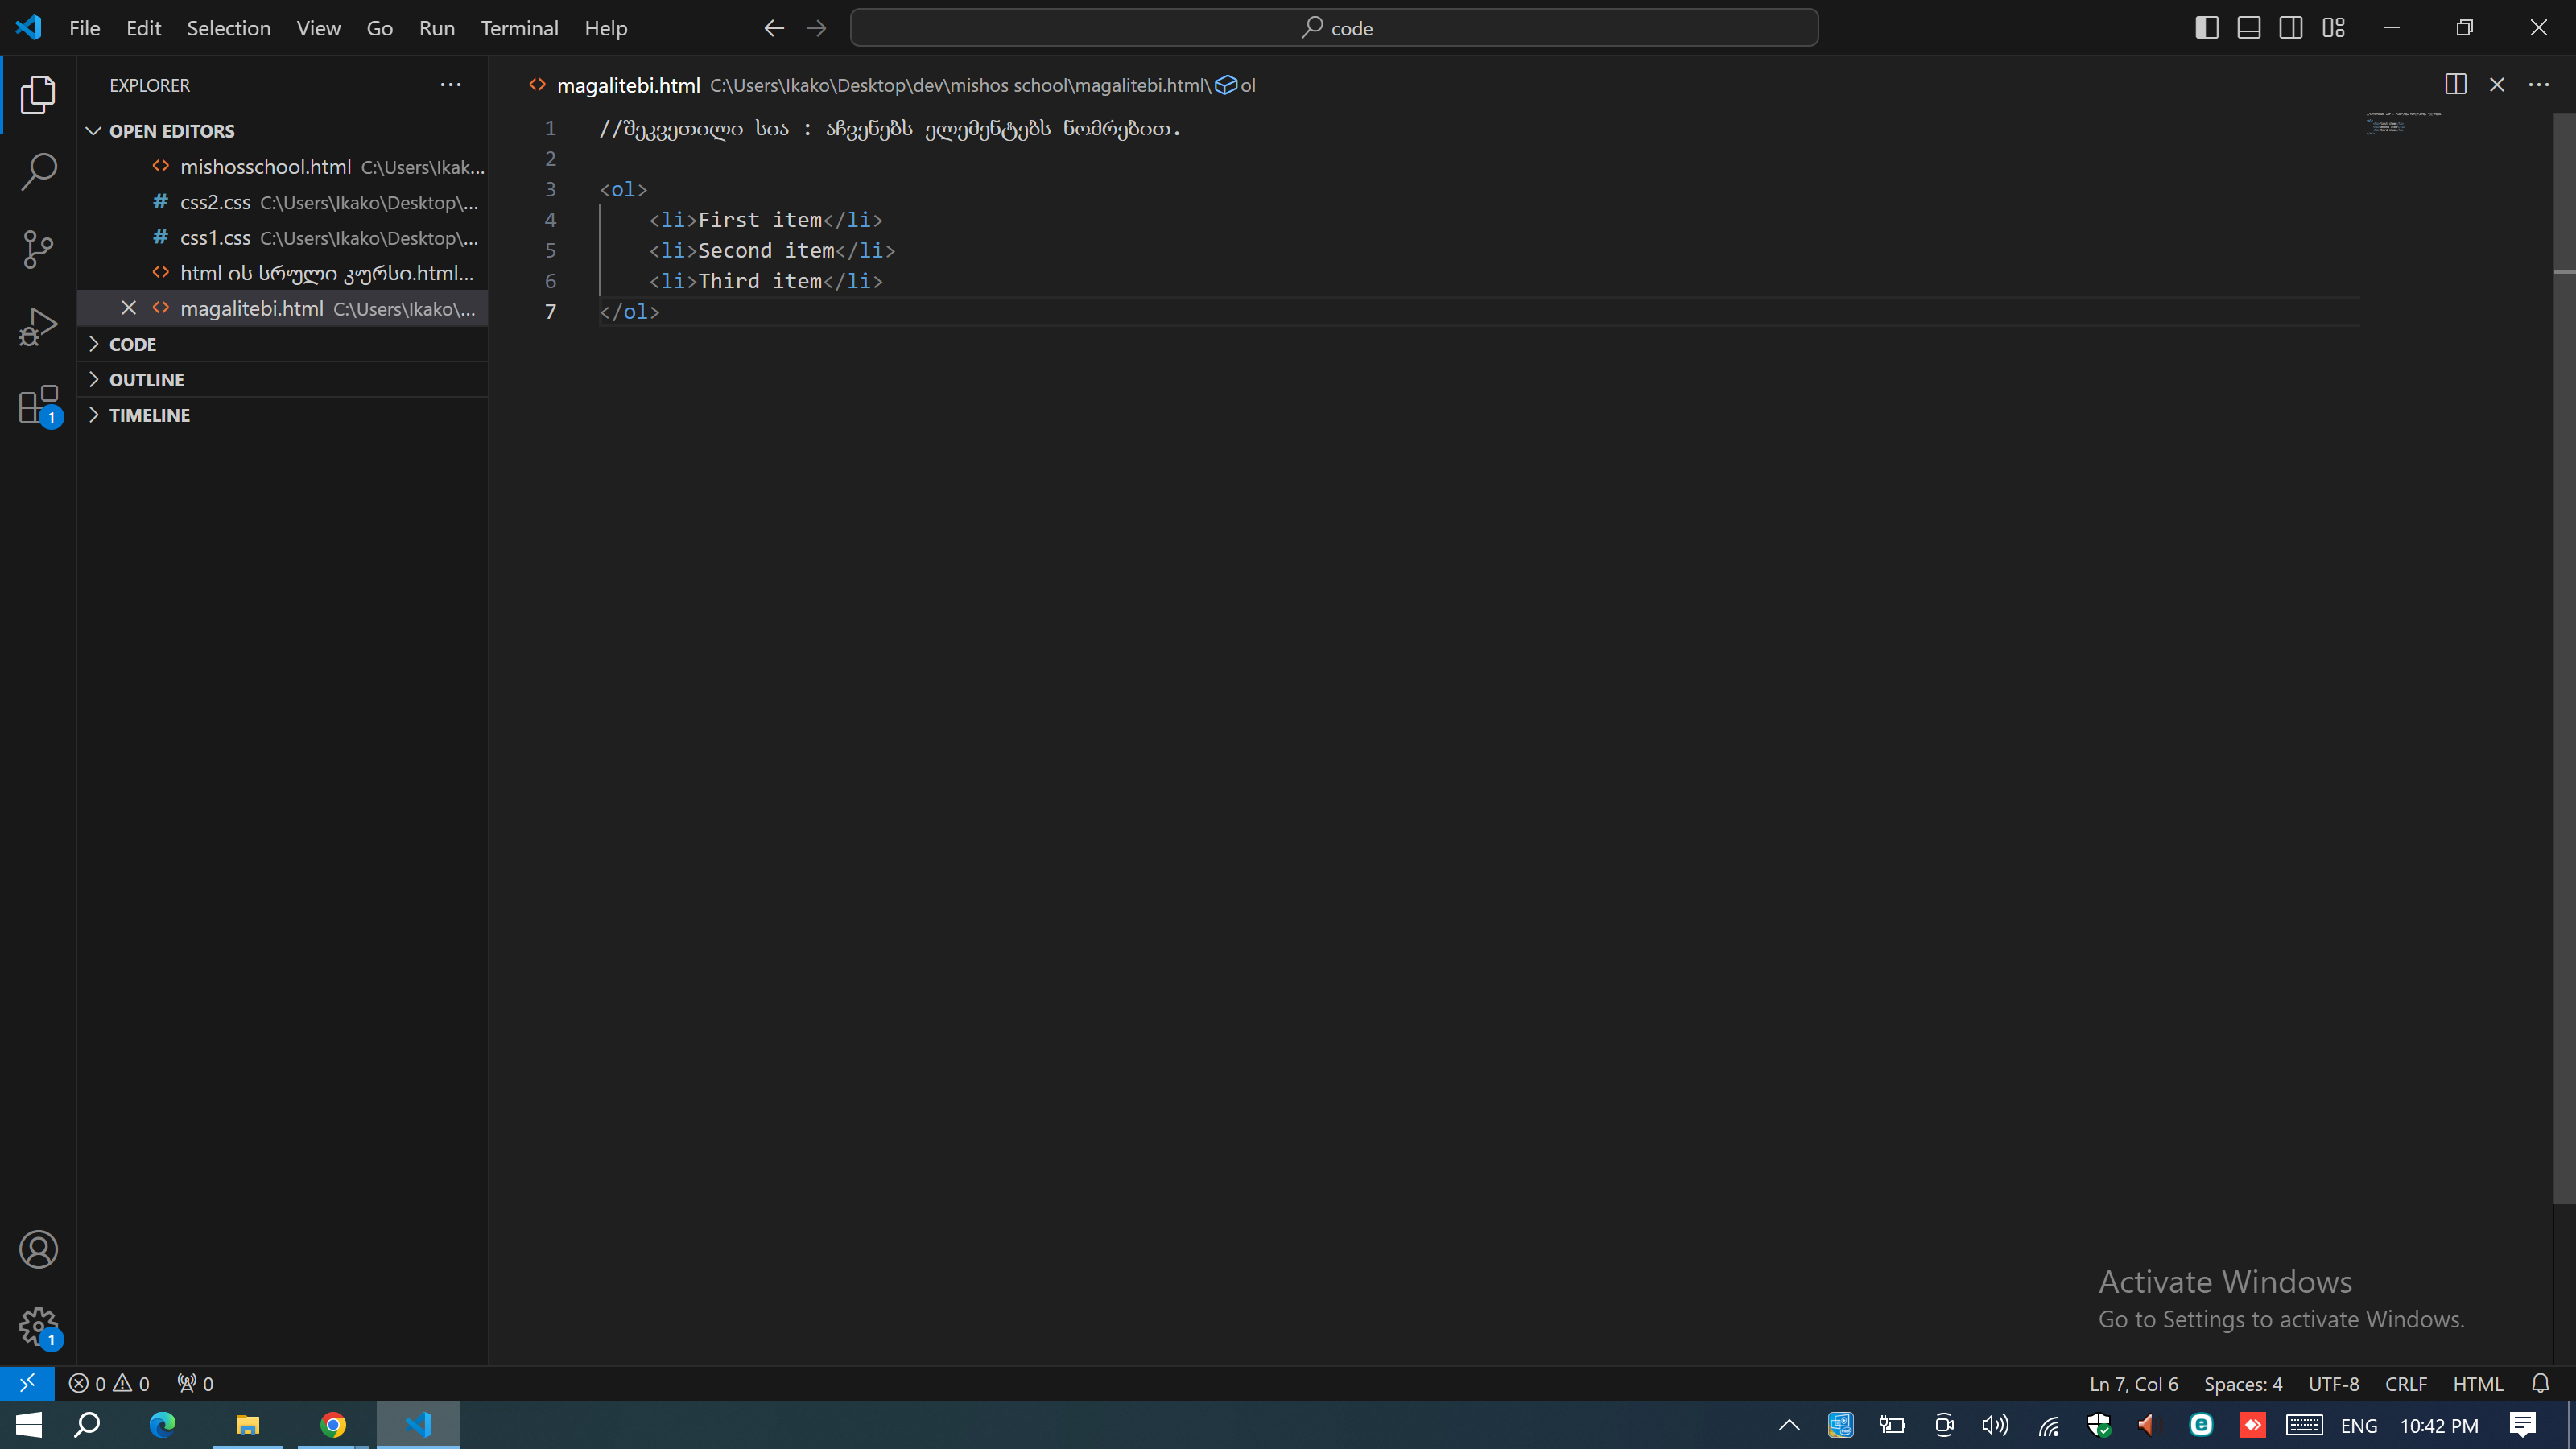 File Edit Selection View Go Run Terminal Help code
EXPLORER
OPEN EDITORS
mishosschool.html C:\Users\Ikak...
css2.css C:\Users\Ikako\Desktop\...
css1.css C:\Users\Ikako\Desktop\...
html ის სრული კურსი.html...
magalitebi.html C:\Users\Ikako\...
CODE
OUTLINE
TIMELINE
magalitebi.html C:\Users\Ikako\Desktop\dev\mishos school\magalitebi.html\ol
1 //შეკვეთილი სია : აჩვენებს ელემენტებს ნომრებით.
2
3 <ol>
4 <li>First item</li>
5 <li>Second item</li>
6 <li>Third item</li>
7 </ol>
1
1
Activate Windows
Go to Settings to activate Windows.
0 0 0 Ln 7, Col 6 Spaces: 4 UTF-8 CRLF HTML
ENG 10:42 PM